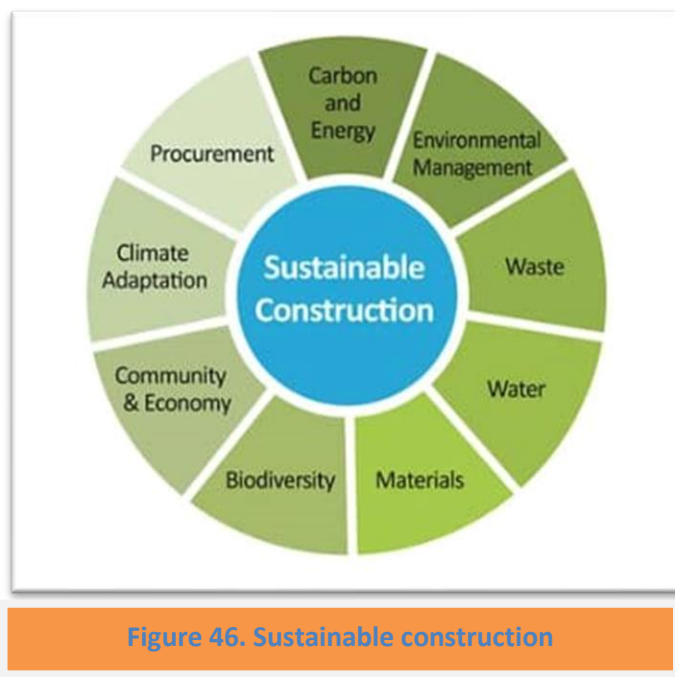 Carbon
and
Energy
Environmental
Management
Waste
Water
Materials
Biodiversity
Community
& Economy
Climate
Adaptation
Procurement
Sustainable
Construction
Figure 46. Sustainable construction